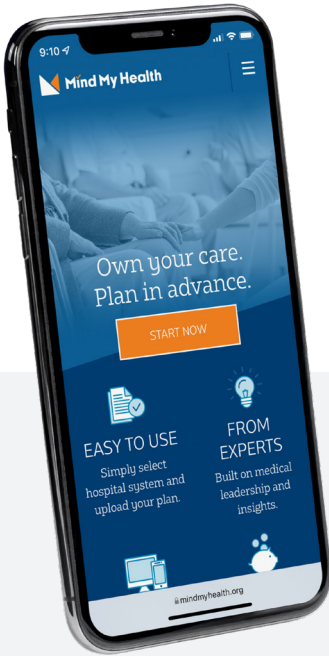 9:10
Mind My Health
Own your care.
Plan in advance.
START NOW
EASY TO USE
Simply select
hospital system and
upload your plan.
FROM
EXPERTS
Built on medical
leadership and
insights.
mindmyhealth.org